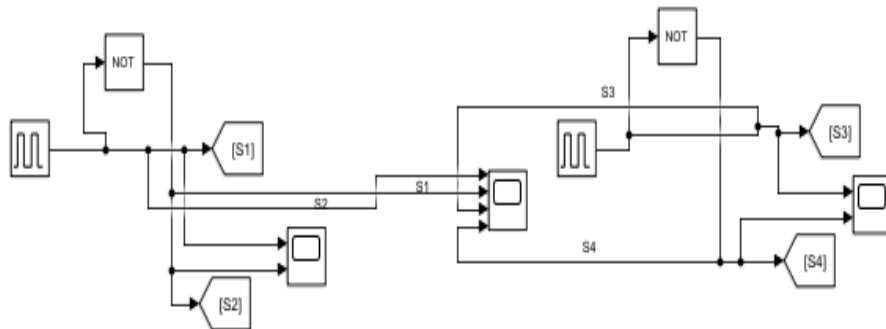 NOT
[S1]
S1
S2
[S2]
NOT
S3
[S3]
S4
[S4]